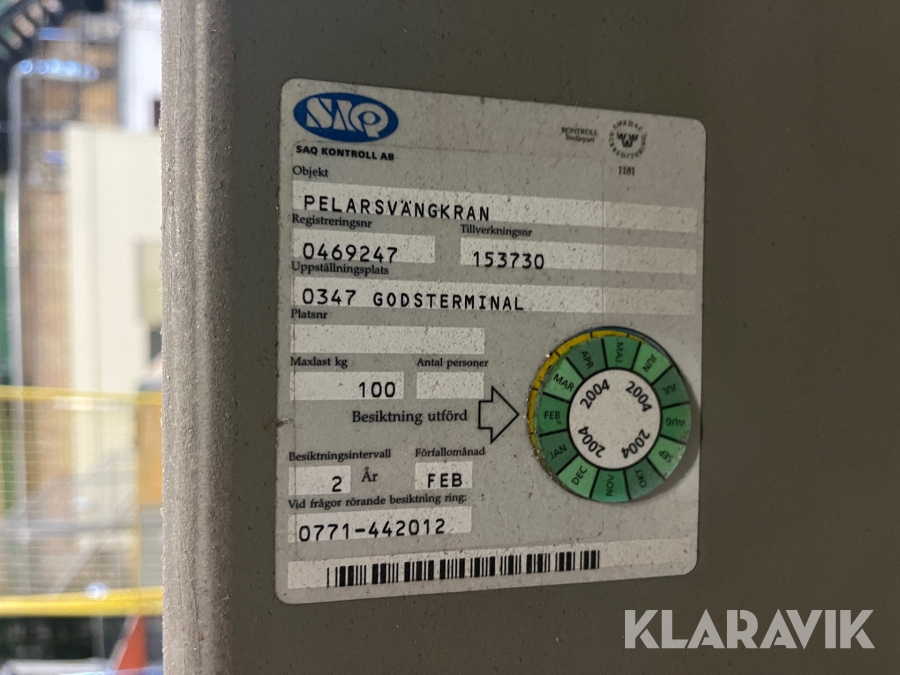 SAQ
SAQ KONTROLL AB
KONTROLL
SWEDAC
ACKREDITERING
1181
Objekt
PELARSVÄNGKRAN
Registreringsnr Tillverkningsnr
0469247 153730
Uppställningsplats
0347 GODSTERMINAL
Platsnr
Maxlast kg Antal personer
100
Besiktning utförd
Besiktningsintervall Förfallomånad
2 År FEB
Vid frågor rörande besiktning ring:
0771-442012
JAN FEB MAR APR MAJ JUN JUL AUG SEP OKT NOV DEC
2004 2004 2004 2004
KLARAVIK